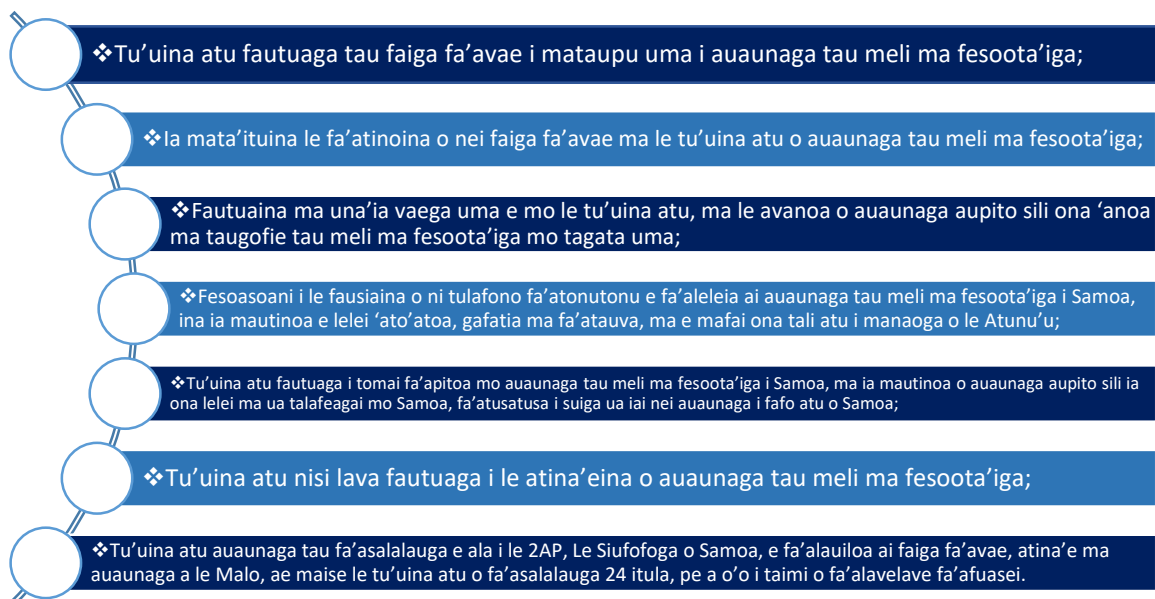 ❖Tu’uina atu fautuaga tau faiga fa’avae i mataupu uma i auaunaga tau meli ma fesoota’iga;
❖Ia mata’ituina le fa’atinoina o nei faiga fa’avae ma le tu’uina atu o auaunaga tau meli ma fesoota’iga;
❖Fautuaina ma una’ia vaega uma e mo le tu’uina atu, ma le avanoa o auaunaga aupito sili ona ‘anoa
ma taugofie tau meli ma fesoota’iga mo tagata uma;
❖Fesoasoani i le fausiaina o ni tulafono fa’atonutonu e fa’aleleia ai auaunaga tau meli ma fesoota’iga i Samoa,
ina ia mautinoa e lelei ‘ato’atoa, gafatia ma fa’atauva, ma e mafai ona tali atu i manaoga o le Atunu’u;
❖Tu’uina atu fautuaga i tomai fa’apitoa mo auaunaga tau meli ma fesoota’iga i Samoa, ma ia mautinoa o auaunaga aupito sili ia
ona lelei ma ua talafeagai mo Samoa, fa’atusatusa i suiga ua iai nei auaunaga i fafo atu o Samoa;
❖Tu’uina atu nisi lava fautuaga i le atina’eina o auaunaga tau meli ma fesoota’iga;
❖Tu’uina atu auaunaga tau fa’asalalauga e ala i le 2AP, Le Siufofoga o Samoa, e fa’alauiloa ai faiga fa’avae, atina’e ma
auaunaga a le Malo, ae maise le tu’uina atu o fa’asalalauga 24 itula, pe a o’o i taimi o fa’alavelave fa’afuasei.